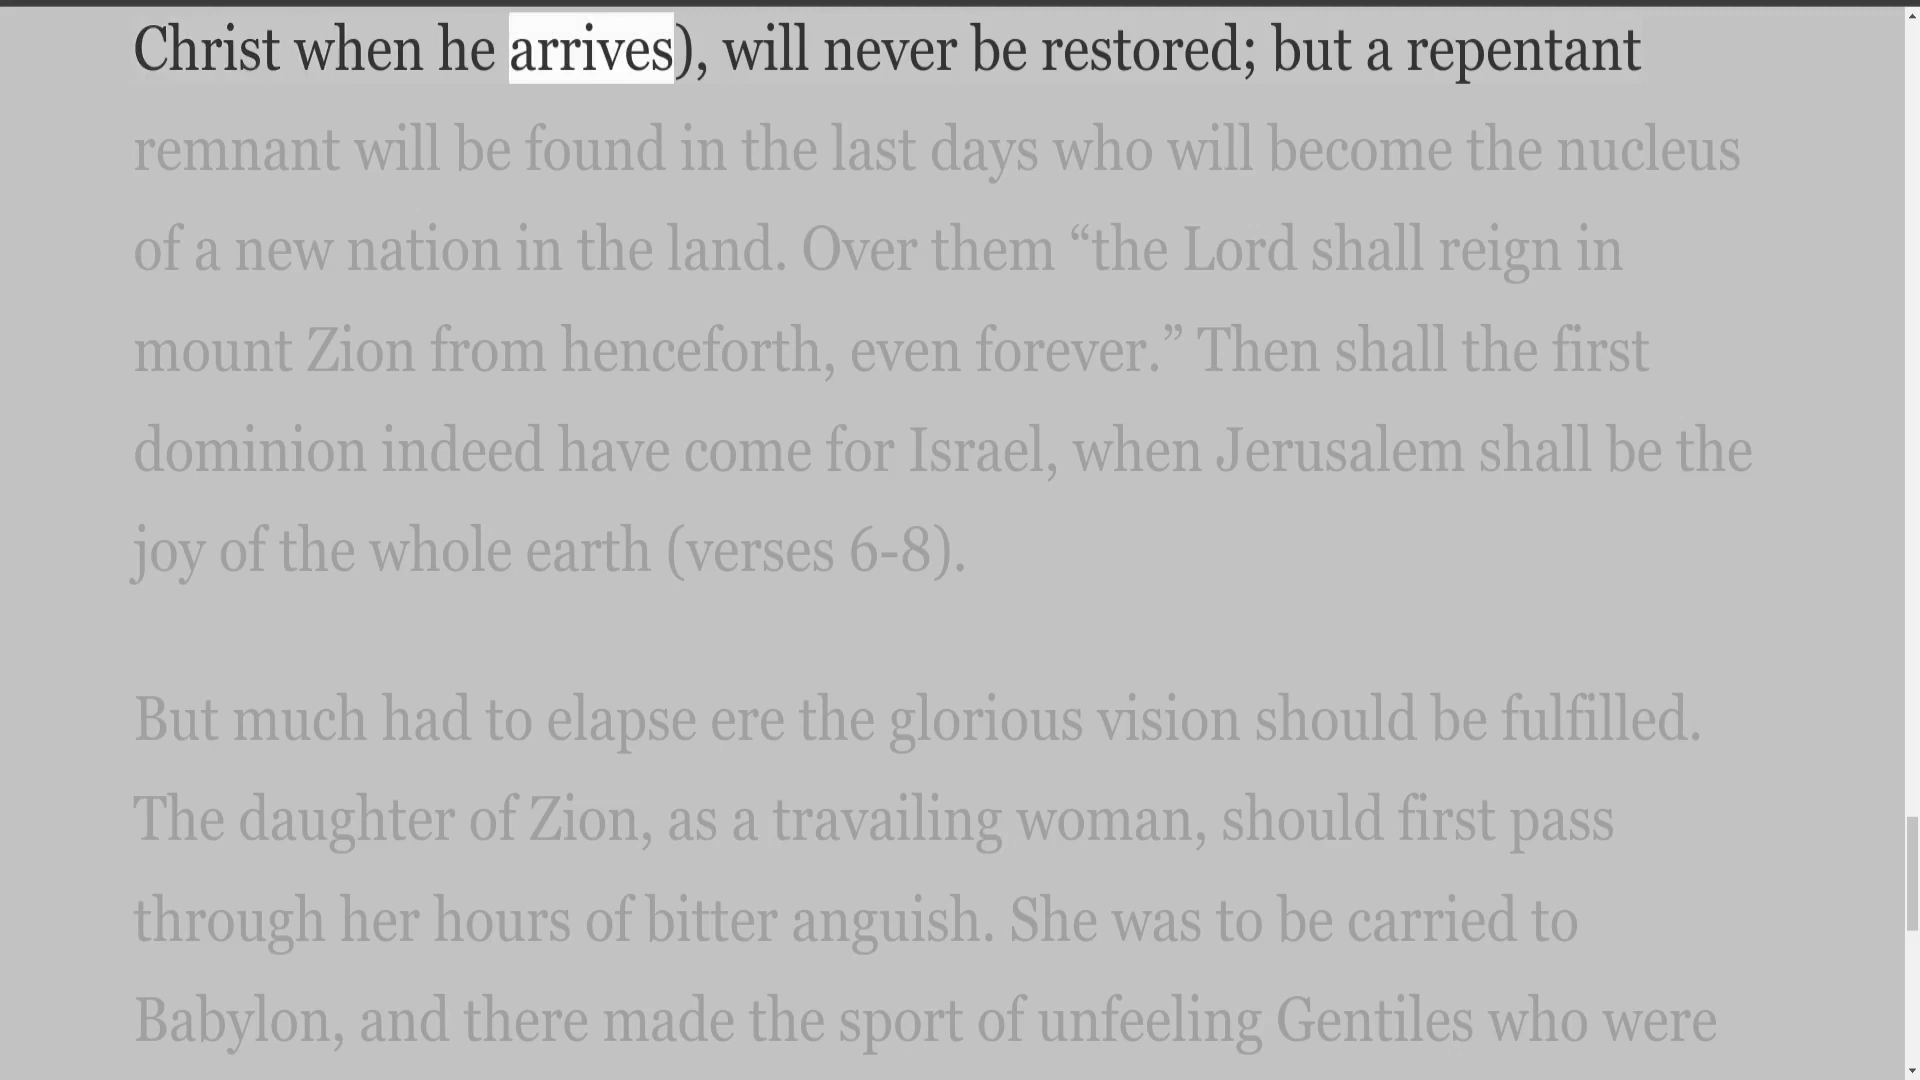 Christ when he arrives), will never be restored; but a repentant
remnant will be found in the last days who will become the nucleus
of a new nation in the land. Over them “the Lord shall reign in
mount Zion from henceforth, even forever.” Then shall the first
dominion indeed have come for Israel, when Jerusalem shall be the
joy of the whole earth (verses 6-8).
But much had to elapse ere the glorious vision should be fulfilled.
The daughter of Zion, as a travailing woman, should first pass
through her hours of bitter anguish. She was to be carried to
Babylon, and there made the sport of unfeeling Gentiles who were